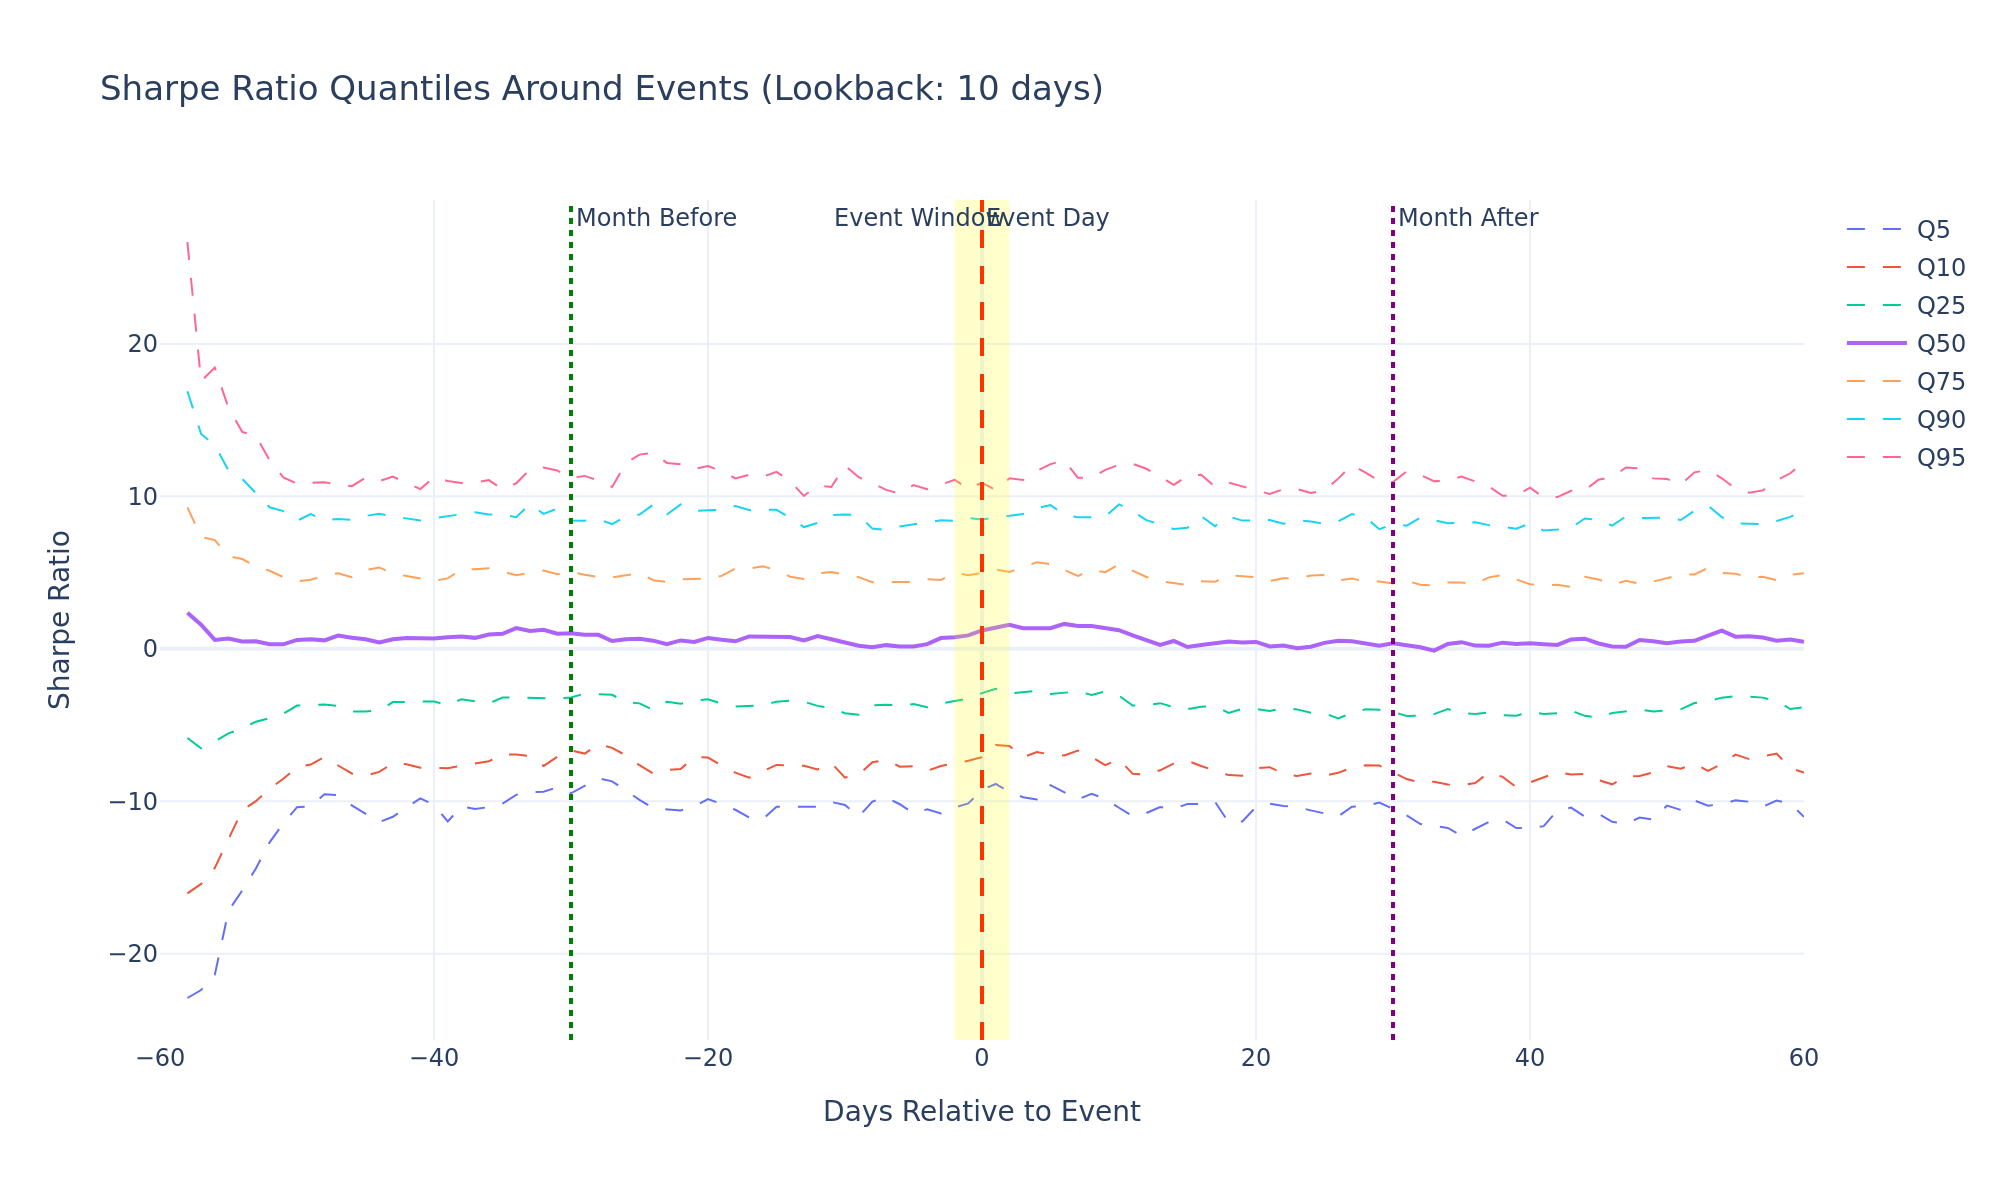 Sharpe Ratio Quantiles Around Events (Lookback: 10 days)
Month Before
Event Window
Event Day
Month After
Q5
Q10
Q25
Q50
Q75
Q90
Q95
20
10
0
−10
−20
Sharpe Ratio
−60
−40
−20
0
20
40
60
Days Relative to Event